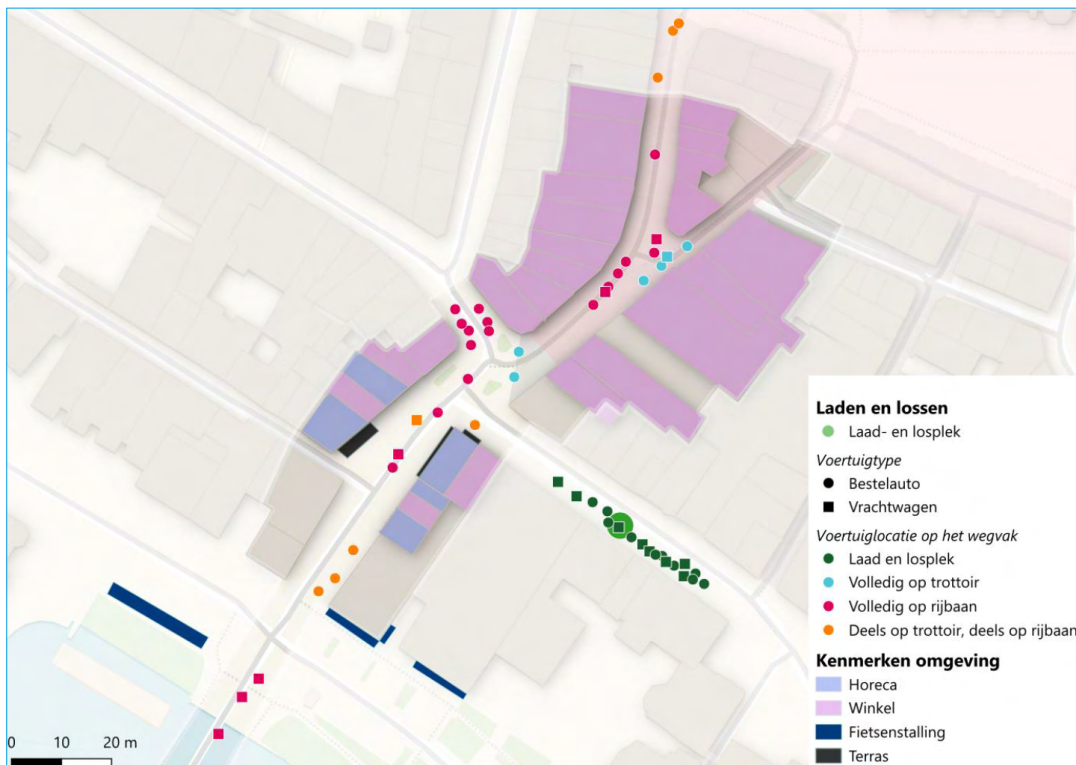 Laden en lossen
Laad- en losplek
Voertuigtype
Bestelauto
Vrachtwagen
Voertuiglocatie op het wegvak
Laad en losplek
Volledig op trottoir
Volledig op rijbaan
Deels op trottoir, deels op rijbaan
Kenmerken omgeving
Horeca
Winkel
Fietsenstalling
Terras
0 10 20 m